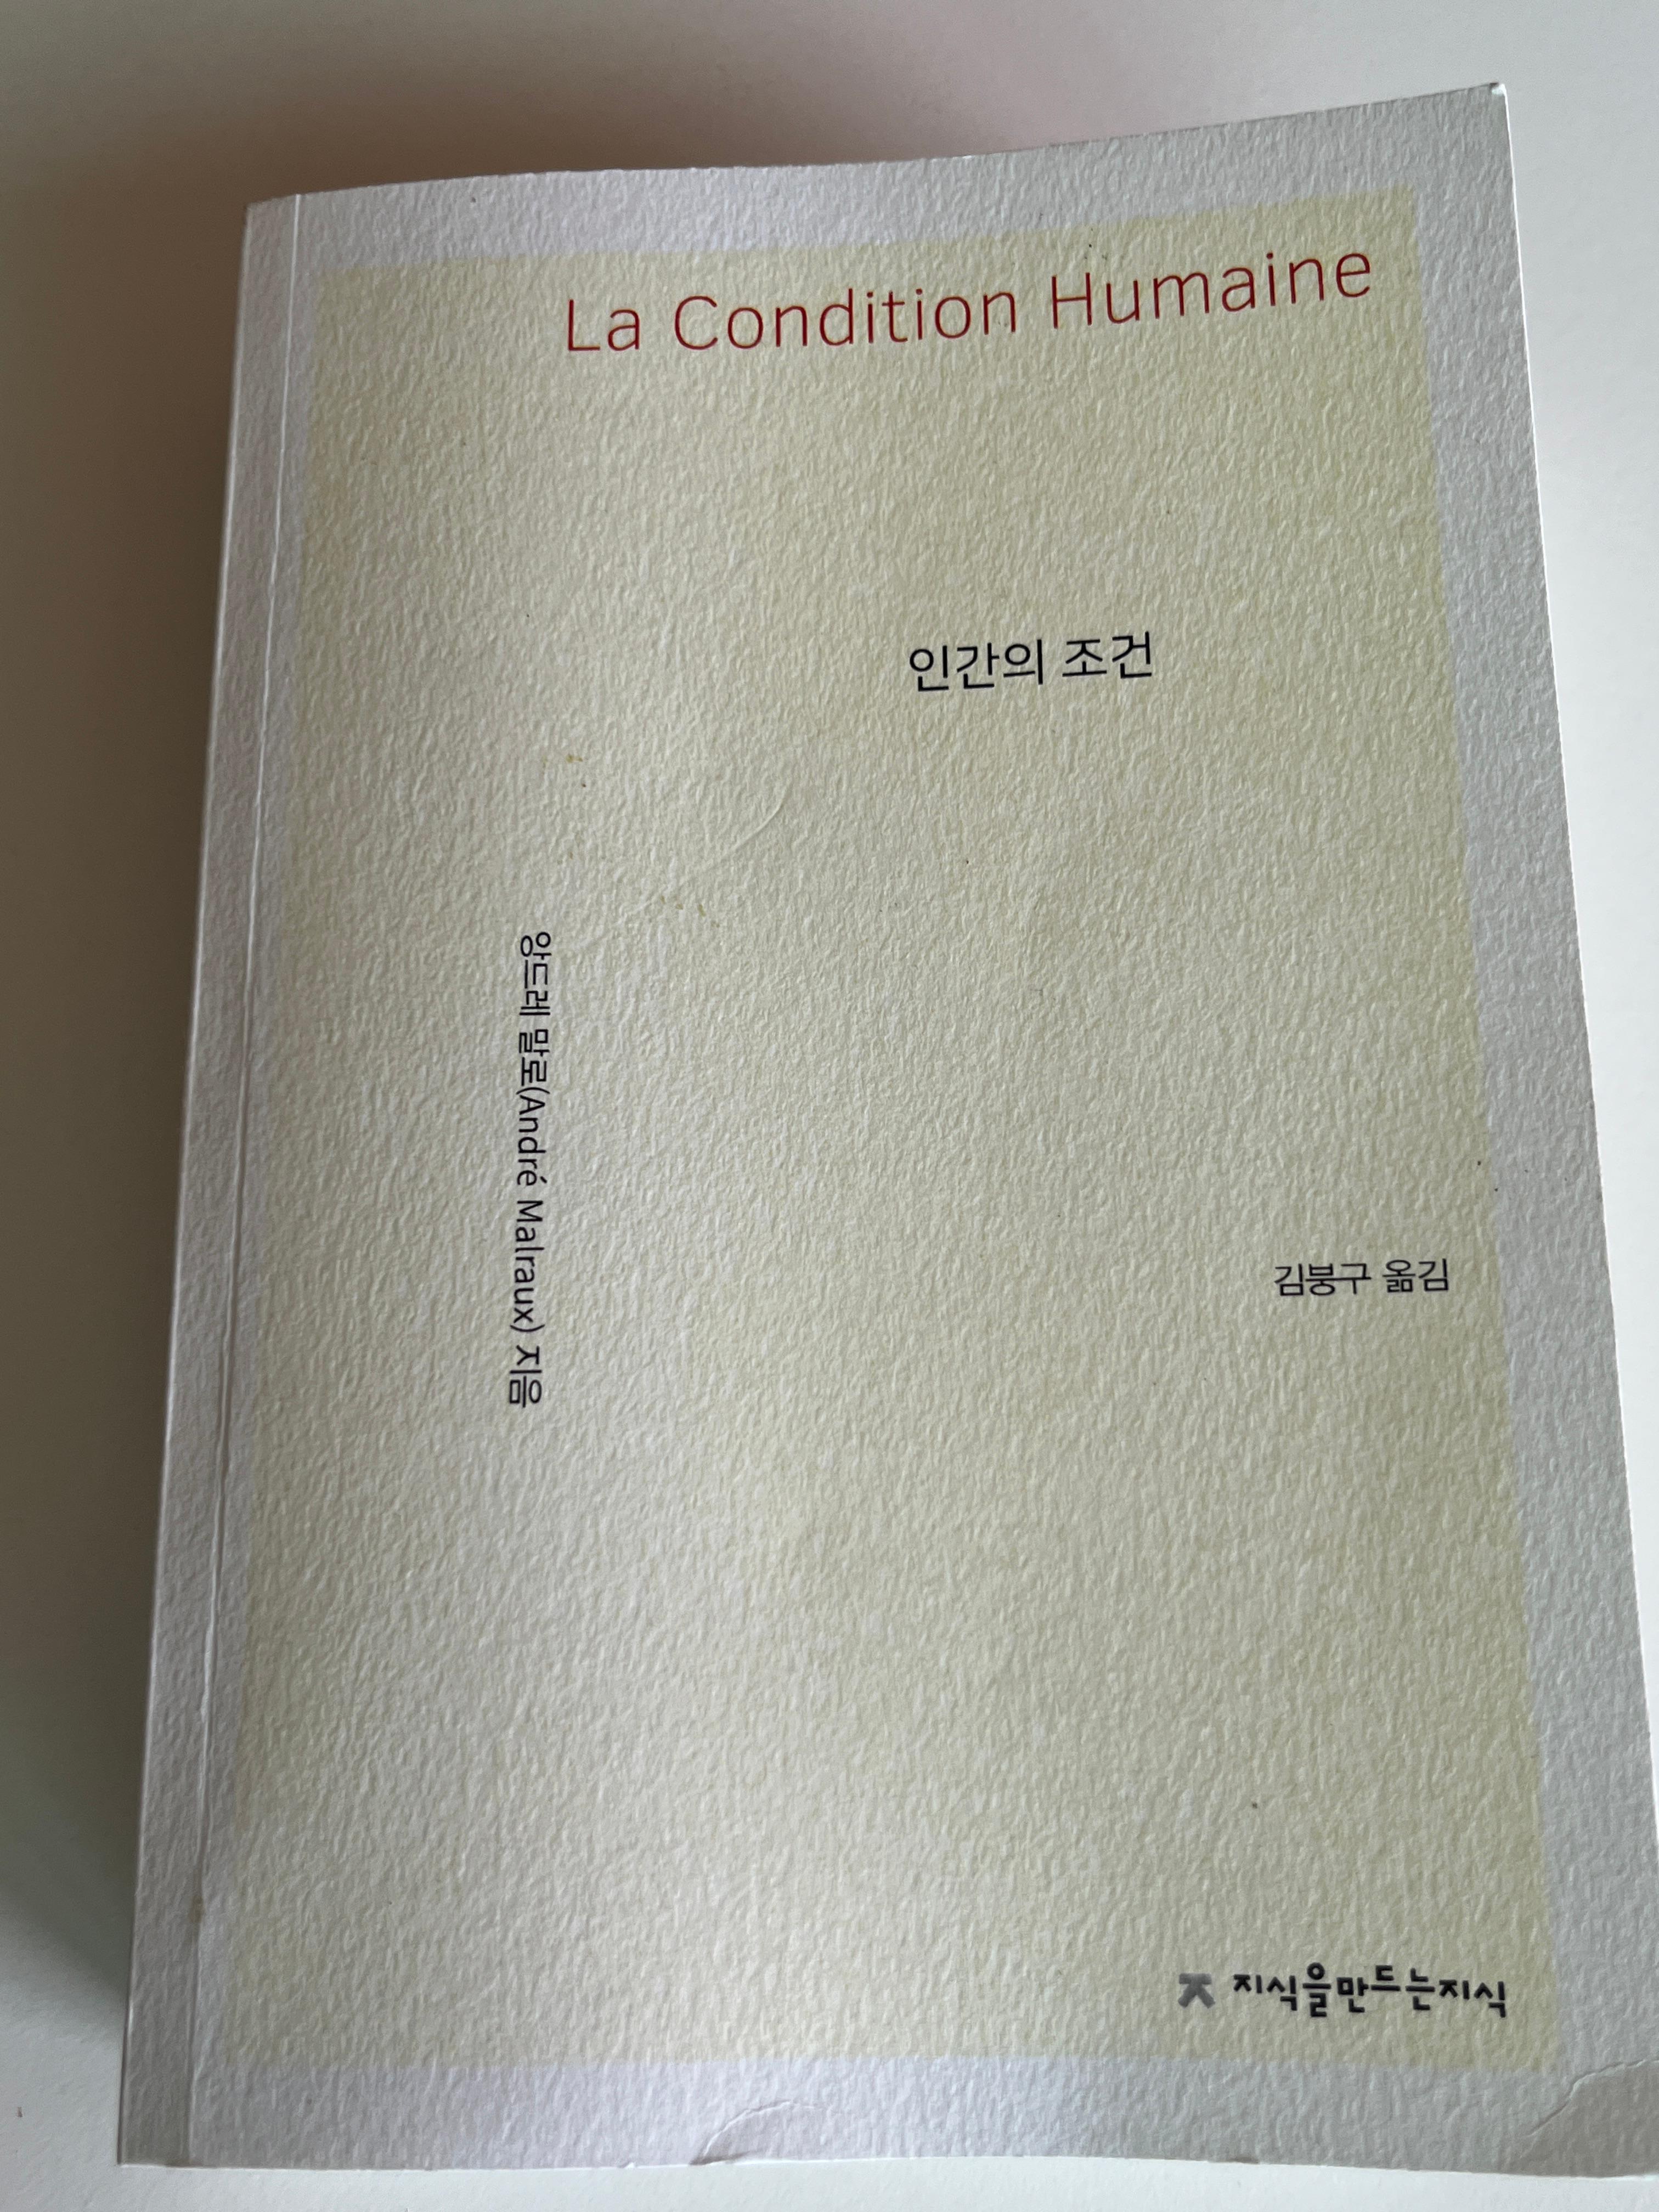 La Condition Humaine
인간의 조건
앙드레 말로(André Malraux) 지음
김붕구 옮김
지식을만드는지식